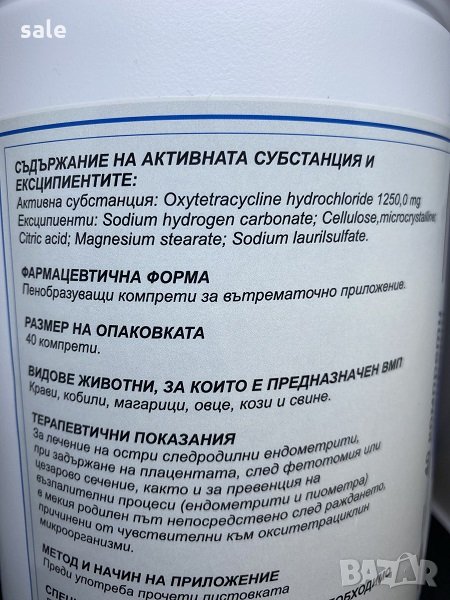 sale
СЪДЪРЖАНИЕ НА АКТИВНАТА СУБСТАНЦИЯ И
ЕКСЦИПИЕНТИТЕ:
Активна субстанция: Oxytetracycline hydrochloride 1250,0 mg
Ексципиенти: Sodium hydrogen carbonate; Cellulose,microcrystalline;
Citric acid; Magnesium stearate; Sodium laurilsulfate.
ФАРМАЦЕВТИЧНА ФОРМА
Пенобразуващи компрети за вътрематочно приложение.
РАЗМЕР НА ОПАКОВКАТА
40 компрети.
ВИДОВЕ ЖИВОТНИ, ЗА КОИТО Е ПРЕДНАЗНАЧЕН ВМП
Крави, кобили, магарици, овце, кози и свине.
ТЕРАПЕВТИЧНИ ПОКАЗАНИЯ
За лечение на остри следродилни ендометрити,
при задържане на плацентата, след фетотомия или
цезарово сечение, както и за превенция на
възпалителни процеси (ендометрити и пиометра)
в мекия родилен път непосредствено след раждането,
причинени от чувствителни към окситетрациклин
микроорганизми.
МЕТОД И НАЧИН НА ПРИЛОЖЕНИЕ
Преди употреба прочети листовката
BAZAR